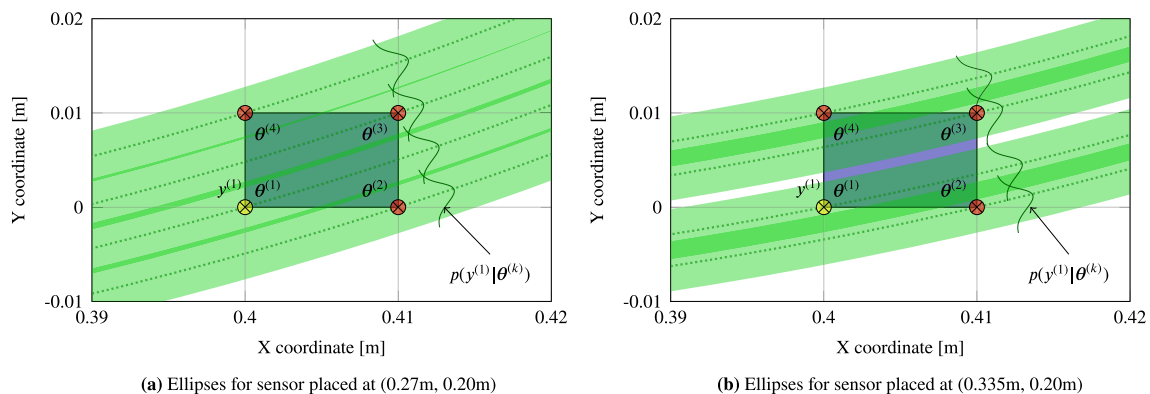 0.02
0.01
0
-0.01
Y coordinate [m]
θ(4)
θ(3)
y(1)
θ(1)
θ(2)
p(y(1)|θ(k))
0.39
0.4
0.41
0.42
X coordinate [m]
(a) Ellipses for sensor placed at (0.27m, 0.20m)
0.02
0.01
0
-0.01
Y coordinate [m]
θ(4)
θ(3)
y(1)
θ(1)
θ(2)
p(y(1)|θ(k))
0.39
0.4
0.41
0.42
X coordinate [m]
(b) Ellipses for sensor placed at (0.335m, 0.20m)